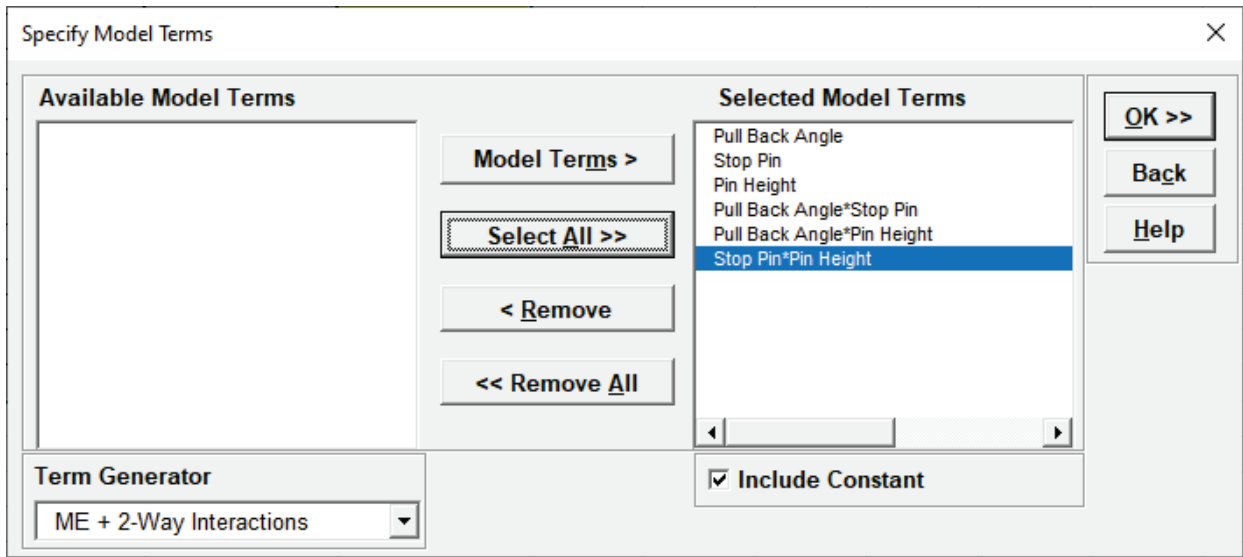 Specify Model Terms
Available Model Terms
Model Terms >
Select All >>
< Remove
<< Remove All
Selected Model Terms
Pull Back Angle
Stop Pin
Pin Height
Pull Back Angle*Stop Pin
Pull Back Angle*Pin Height
Stop Pin*Pin Height
OK >>
Back
Help
Term Generator
ME + 2-Way Interactions
Include Constant